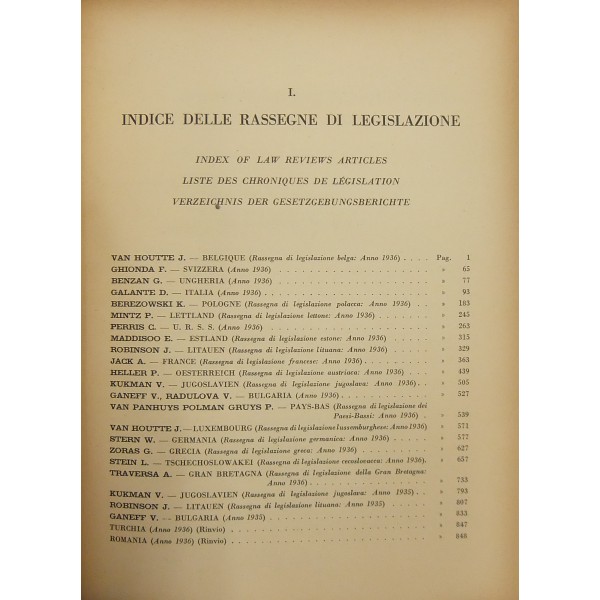 I.
INDICE DELLE RASSEGNE DI LEGISLAZIONE
INDEX OF LAW REVIEWS ARTICLES
LISTE DES CHRONIQUES DE LÉGISLATION
VERZEICHNIS DER GESETZGEBUNGSBERICHTE
VAN HOUTTE J. — BELGIQUE (Rassegna di legislazione belga: Anno 1936) . . . . Pag. 1
GHIONDA F. — SVIZZERA (Anno 1936) . . . . » 65
BENZAN G. — UNGHERIA (Anno 1936) . . . . » 77
GALANTE D. — ITALIA (Anno 1936) . . . . » 93
BEREZOWSKI K. — POLOGNE (Rassegna di legislazione polacca: Anno 1936) . . » 183
MINTZ P. — LETTLAND (Rassegna di legislazione lettone: Anno 1936) . . . . » 245
PERRIS C. — U. R. S. S. (Anno 1936) . . . . » 263
MADDISOO E. — ESTLAND (Rassegna di legislazione estone: Anno 1936) . . . . » 315
ROBINSON J. — LITAUEN (Rassegna di legislazione lituana: Anno 1936) . . . . » 329
JACK A. — FRANCE (Rassegna di legislazione francese: Anno 1936) . . . . » 363
HELLER P. — OESTERREICH (Rassegna di legislazione austriaca: Anno 1936) . . » 439
KUKMAN V. — JUGOSLAVIEN (Rassegna di legislazione jugoslava: Anno 1936) . . » 505
GANEFF V., RADULOVA V. — BULGARIA (Anno 1936) . . . . » 527
VAN PANHUYS POLMAN GRUYS P. — PAYS-BAS (Rassegna di legislazione dei
Paesi-Bassi: Anno 1936) . . » 539
VAN HOUTTE J. — LUXEMBOURG (Rassegna di legislazione lussemburghese: Anno 1936) » 571
STERN W. — GERMANIA (Rassegna di legislazione germanica: Anno 1936) . . . . » 577
ZORAS G. — GRECIA (Rassegna di legislazione greca: Anno 1936) . . . . » 627
STEIN L. — TSCHECHOSLOWAKEI (Rassegna di legislazione cecoslovacca: Anno 1936). » 657
TRAVERSA A. — GRAN BRETAGNA (Rassegna di legislazione della Gran Bretagna:
Anno 1936) . . . . » 733
KUKMAN V. — JUGOSLAVIEN (Rassegna di legislazione jugoslava: Anno 1935) . . » 793
ROBINSON J. — LITAUEN (Rassegna di legislazione lituana: Anno 1935) . . . . » 807
GANEFF V. — BULGARIA (Anno 1935) . . . . » 833
TURCHIA (Anno 1936) (Rinvio) . . . . » 847
ROMANIA (Anno 1936) (Rinvio) . . . . » 848